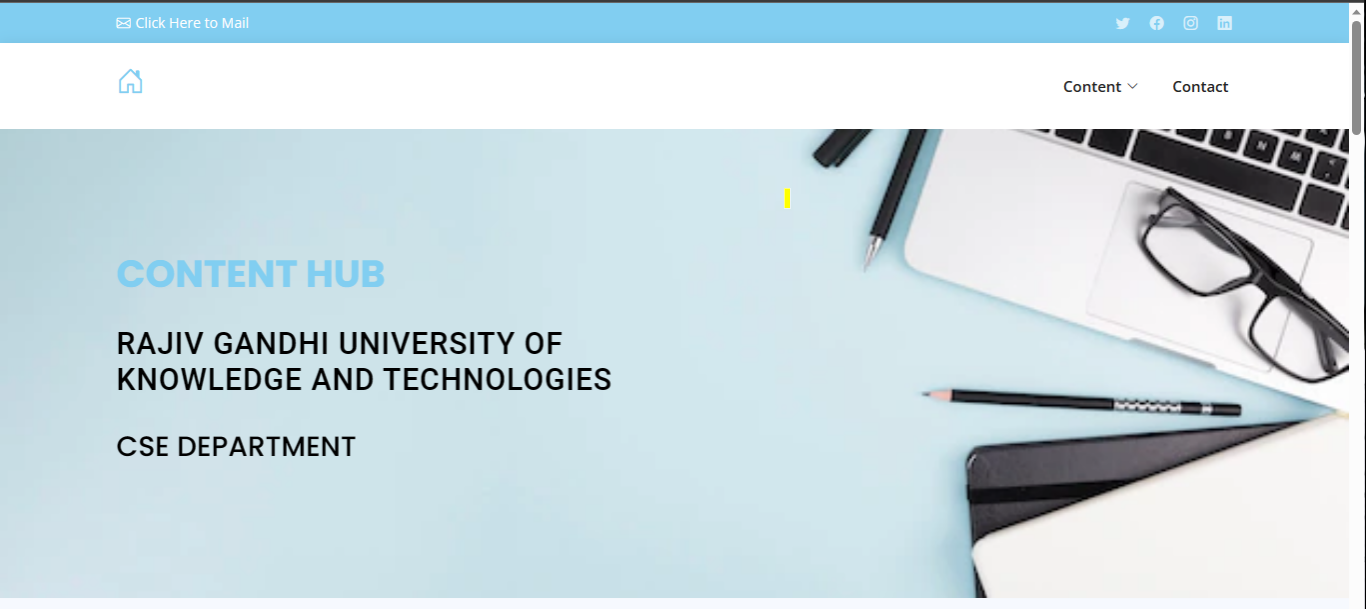 Click Here to Mail
Content
Contact
CONTENT HUB
RAJIV GANDHI UNIVERSITY OF
KNOWLEDGE AND TECHNOLOGIES
CSE DEPARTMENT
B N M